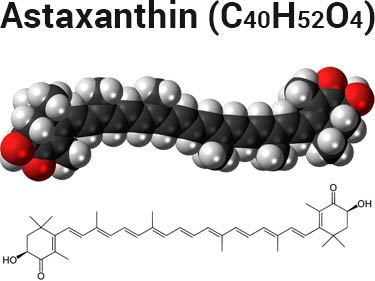 Astaxanthin (C₄₀H₅₂O₄)
O
OH
HO
O